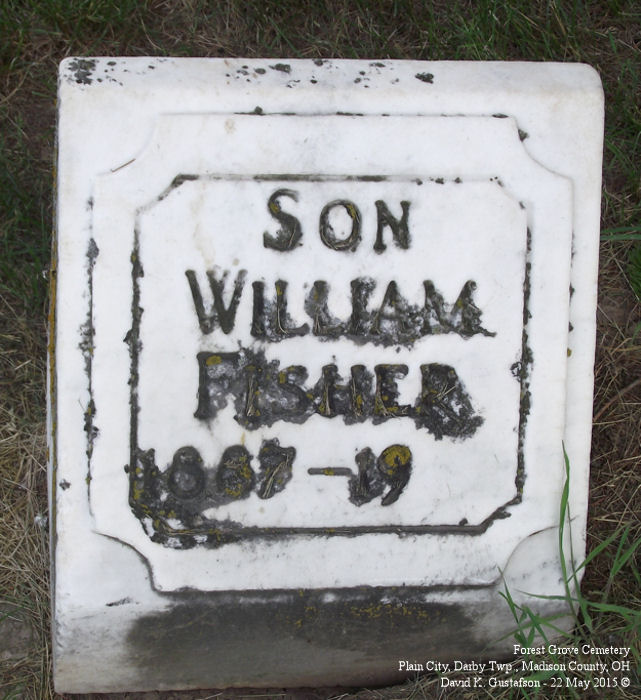 SON
WILLIAM
FISHER
1867 – 19
Forest Grove Cemetery
Plain City, Darby Twp., Madison County, OH
David K. Gustafson - 22 May 2015 ©